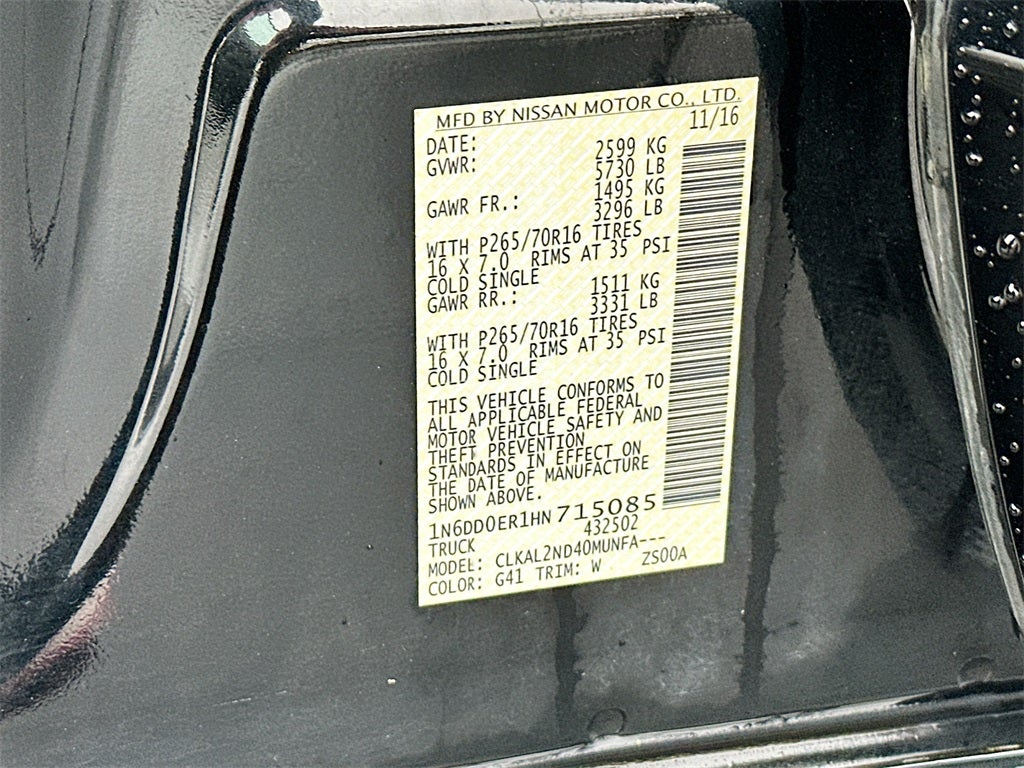 MFD BY NISSAN MOTOR CO., LTD.
DATE: 11/16
GVWR: 2599 KG
5730 LB
GAWR FR.: 1495 KG
3296 LB
WITH P265/70R16 TIRES
16 X 7.0 RIMS AT 35 PSI
COLD SINGLE
GAWR RR.: 1511 KG
3331 LB
WITH P265/70R16 TIRES
16 X 7.0 RIMS AT 35 PSI
COLD SINGLE
THIS VEHICLE CONFORMS TO
ALL APPLICABLE FEDERAL
MOTOR VEHICLE SAFETY AND
THEFT PREVENTION
STANDARDS IN EFFECT ON
THE DATE OF MANUFACTURE
SHOWN ABOVE.
1N6DD0ER1HN715085
TRUCK 432502
MODEL: CLKAL2ND40MUNFA---
COLOR: G41 TRIM: W ZS00A